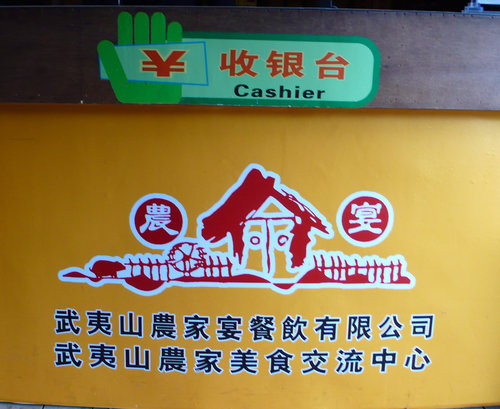 ¥ 收银台
Cashier
農 宴
武夷山農家宴餐飲有限公司
武夷山農家美食交流中心